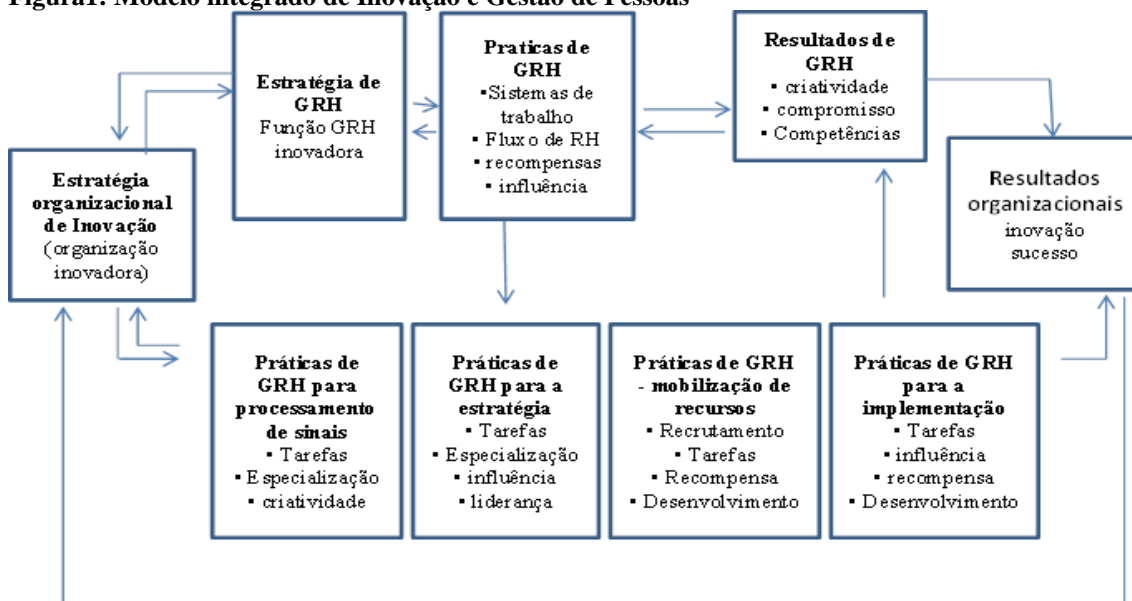 Figura1: Modelo integrado de Inovação e Gestão de Pessoas
Estratégia
organizacional
de Inovação
(organização
inovadora)
Estratégia de
GRH
Função GRH
inovadora
Praticas de
GRH
▪Sistemas de
trabalho
▪ Fluxo de RH
▪ recompensas
▪ influência
Resultados de
GRH
▪ criatividade
▪ compromisso
▪ Competências
Resultados
organizacionais
inovação
sucesso
Práticas de
GRH para
processamento
de sinais
▪ Tarefas
▪ Especialização
▪ criatividade
Práticas de
GRH para a
estratégia
▪ Tarefas
▪ Especialização
▪ influência
▪ liderança
Práticas de GRH
- mobilização de
recursos
▪ Recrutamento
▪ Tarefas
▪ Recompensa
▪ Desenvolvimento
Práticas de GRH
para a
implementação
▪ Tarefas
▪ influência
▪ recompensa
▪ Desenvolvimento